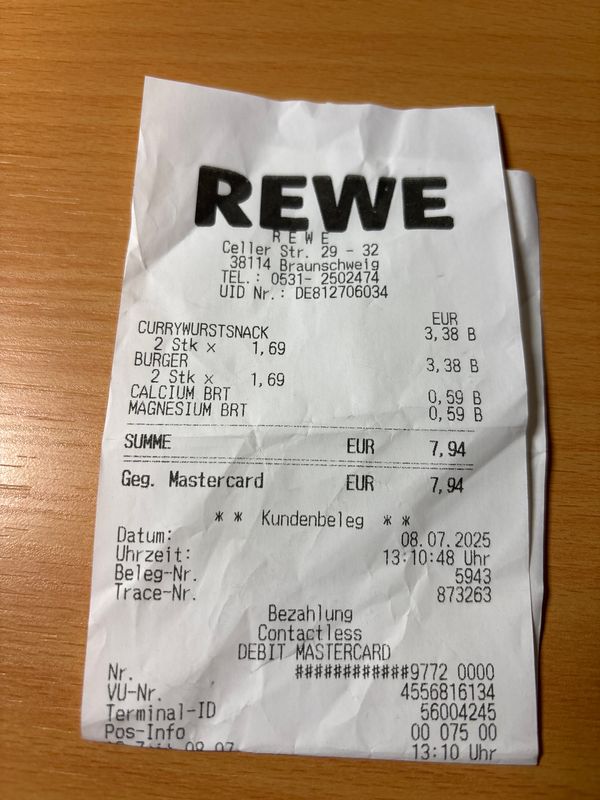 REWE
REWE
Celler Str. 29 - 32
38114 Braunschweig
TEL.: 0531- 2502474
UID Nr.: DE812706034
EUR
CURRYWURSTSNACK 3,38 B
2 Stk x 1,69
BURGER 3,38 B
2 Stk x 1,69
CALCIUM BRT 0,59 B
MAGNESIUM BRT 0,59 B
SUMME EUR 7,94
Geg. Mastercard EUR 7,94
* * Kundenbeleg * *
Datum: 08.07.2025
Uhrzeit: 13:10:48 Uhr
Beleg-Nr. 5943
Trace-Nr. 873263
Bezahlung
Contactless
DEBIT MASTERCARD
Nr. ############9772 0000
VU-Nr. 4556816134
Terminal-ID 56004245
Pos-Info 00 075 00
13:10 Uhr